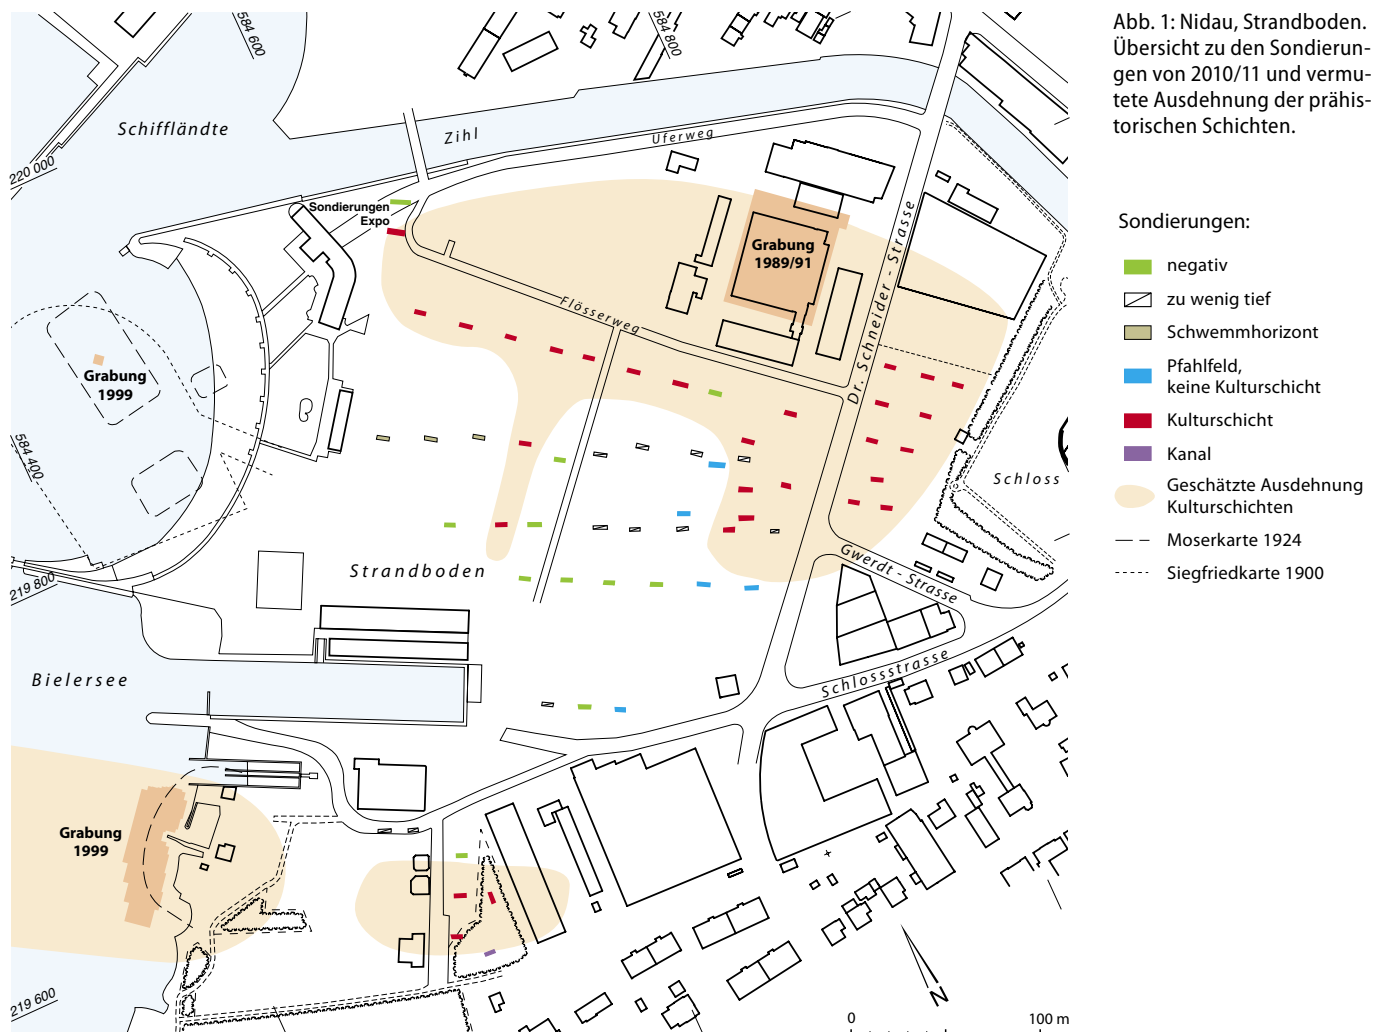 Abb. 1: Nidau, Strandboden.
Übersicht zu den Sondierun-
gen von 2010/11 und vermu-
tete Ausdehnung der prähis-
torischen Schichten.
584 600
584 800
Schiffländte
Zihl
Uferweg
220 000
Sondierungen
Expo
Grabung
1989/91
Dr. Schneider - Strasse
Flösserweg
Grabung
1999
584 400
Schloss
Strandboden
219 800
Gwerdt - Strasse
Schlossstrasse
Bielersee
Grabung
1999
219 600
N
0
100 m
Sondierungen:
negativ
zu wenig tief
Schwemmhorizont
Pfahlfeld,
keine Kulturschicht
Kulturschicht
Kanal
Geschätzte Ausdehnung
Kulturschichten
Moserkarte 1924
Siegfriedkarte 1900